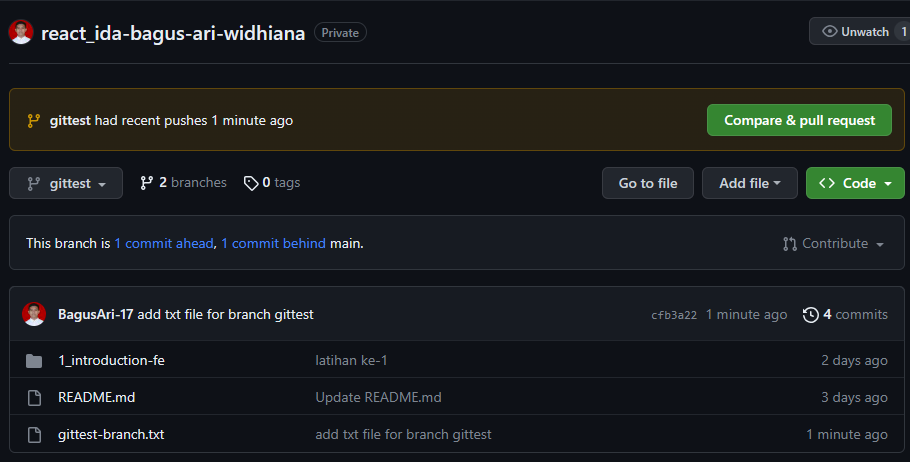 react_ida-bagus-ari-widhiana Private Unwatch 1
gittest had recent pushes 1 minute ago Compare & pull request
gittest 2 branches 0 tags Go to file Add file <> Code
This branch is 1 commit ahead, 1 commit behind main. Contribute
BagusAri-17 add txt file for branch gittest cfb3a22 1 minute ago 4 commits
1_introduction-fe latihan ke-1 2 days ago
README.md Update README.md 3 days ago
gittest-branch.txt add txt file for branch gittest 1 minute ago